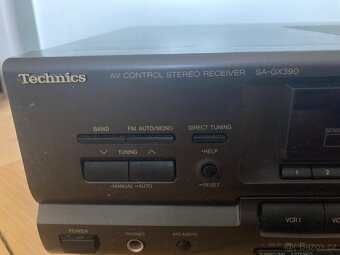 Technics
AV CONTROL STEREO RECEIVER SA-GX390
BAND FM AUTO/MONO DIRECT TUNING
TUNING
-HELP
-MANUAL -AUTO
-RESET
1 2
POWER PHONES SPEAKERS
VCR 1